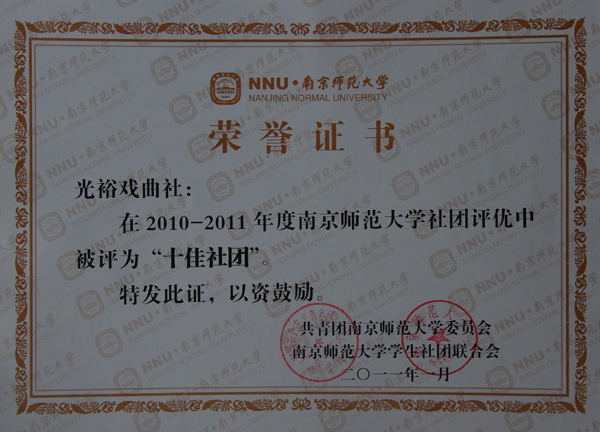 NNU·南京师范大学
NANJING NORMAL UNIVERSITY
荣誉证书
光裕戏曲社：
在2010-2011年度南京师范大学社团评优中
被评为“十佳社团”。
特发此证，以资鼓励。
共青团南京师范大学委员会
南京师范大学学生社团联合会
二〇一一年一月